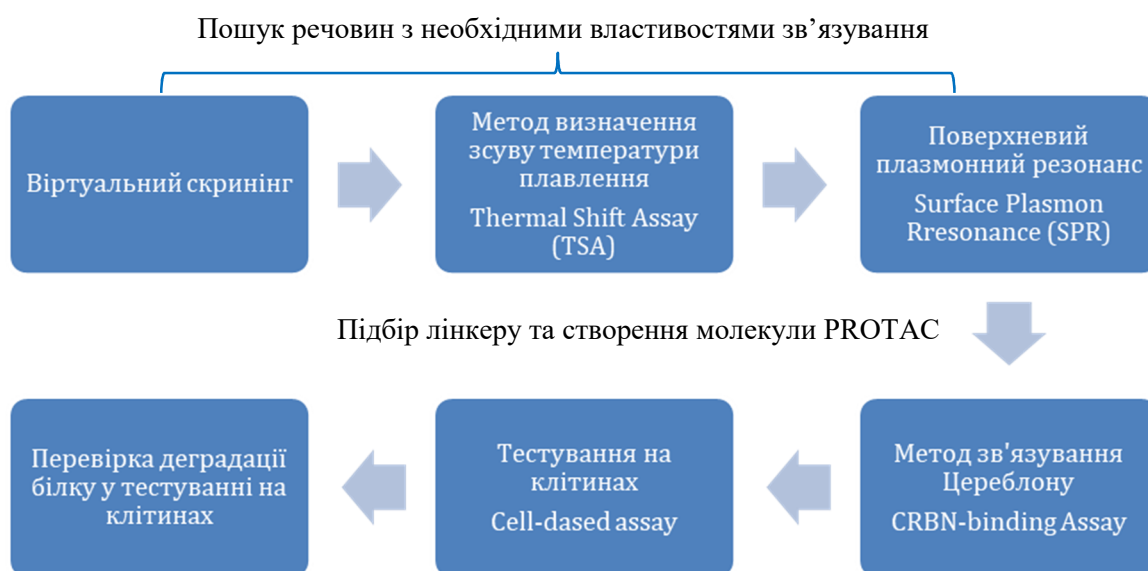 Пошук речовин з необхідними властивостями зв’язування
Віртуальний скринінг
Метод визначення
зсуву температури
плавлення
Thermal Shift Assay
(TSA)
Поверхневий
плазмонний резонанс
Surface Plasmon
Rresonance (SPR)
Підбір лінкеру та створення молекули PROTAC
Перевірка деградації
білку у тестуванні на
клітинах
Тестування на
клітинах
Cell-dased assay
Метод зв'язування
Цереблону
CRBN-binding Assay